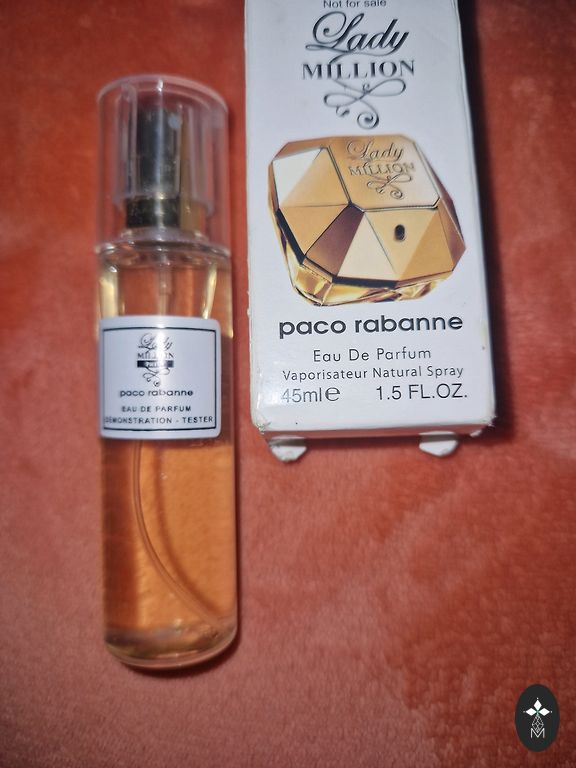 Not for sale
Lady
MILLION
Lady
MILLION
paco rabanne
Eau De Parfum
Vaporisateur Natural Spray
45ml e 1.5 FL.OZ.
Lady
MILLION
paco rabanne
EAU DE PARFUM
DEMONSTRATION - TESTER
M